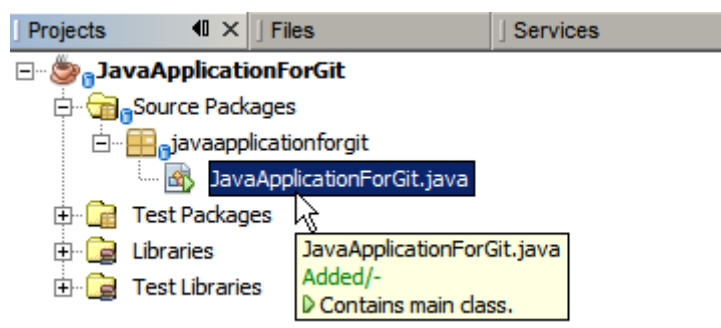 Projects
Files
Services
JavaApplicationForGit
Source Packages
javaapplicationforgit
JavaApplicationForGit.java
Test Packages
Libraries
Test Libraries
JavaApplicationForGit.java
Added/-
Contains main class.